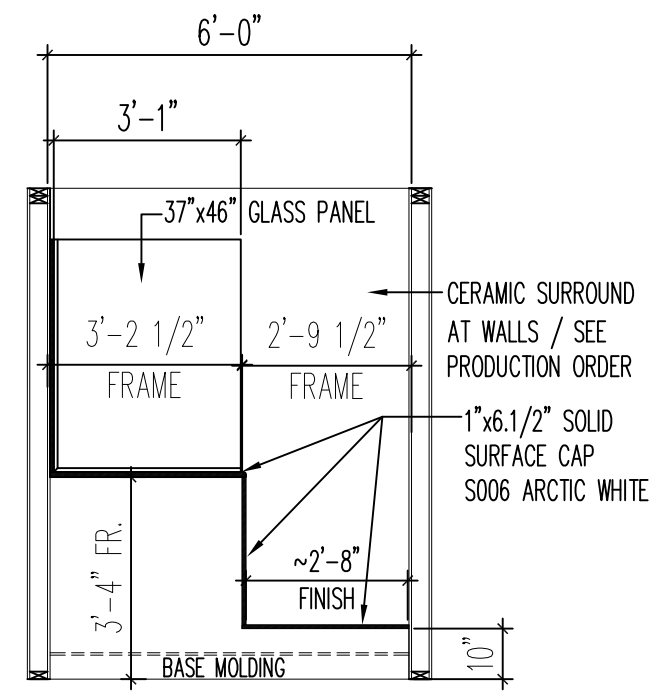 6'-0"
3'-1"
37"x46" GLASS PANEL
CERAMIC SURROUND
AT WALLS / SEE
PRODUCTION ORDER
3'-2 1/2"
FRAME
2'-9 1/2"
FRAME
1"x6.1/2" SOLID
SURFACE CAP
S006 ARCTIC WHITE
~2'-8"
FINISH
3'-4" FR.
BASE MOLDING
10"